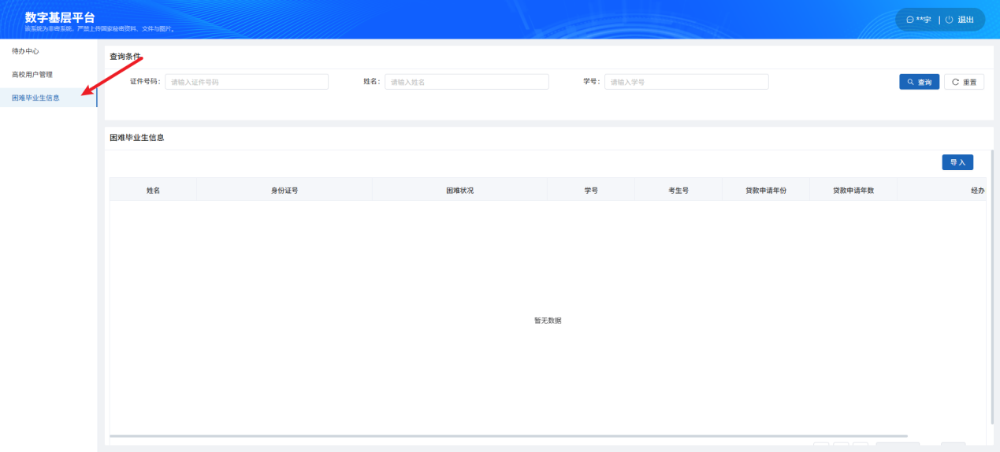 数字基层平台
该系统为非密系统，严禁上传国家秘密资料、文件与图片。
**宇 | 退出
待办中心
高校用户管理
困难毕业生信息
查询条件
证件号码： 请输入证件号码 姓名： 请输入姓名 学号： 请输入学号 查询 重置
困难毕业生信息
导入
姓名 身份证号 困难状况 学号 考生号 贷款申请年份 贷款申请年数 经办
暂无数据